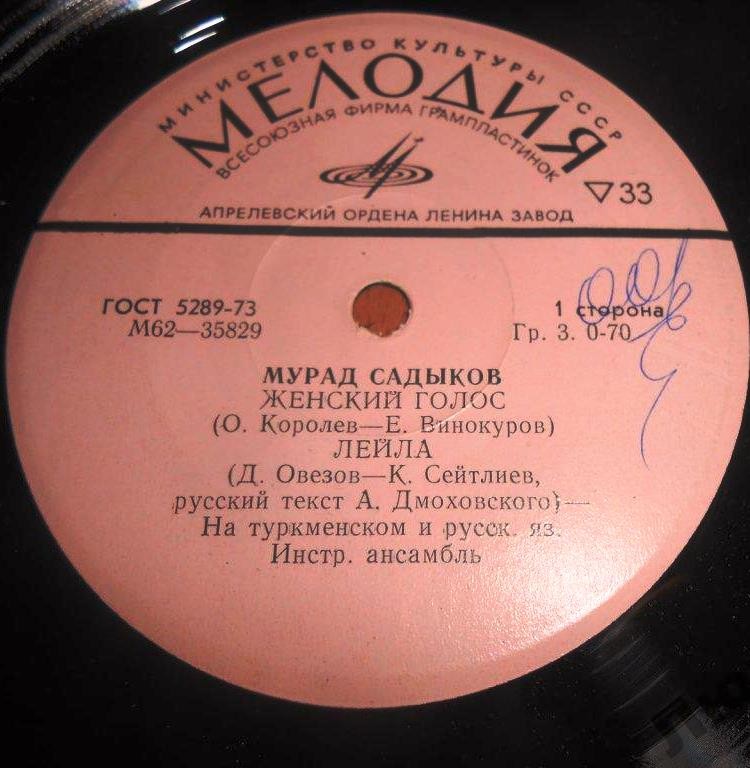 МИНИСТЕРСТВО КУЛЬТУРЫ СССР
МЕЛОДИЯ
ВСЕСОЮЗНАЯ ФИРМА ГРАМПЛАСТИНОК
▽33
АПРЕЛЕВСКИЙ ОРДЕНА ЛЕНИНА ЗАВОД
ГОСТ 5289-73
М62—35829
1 сторона
Гр. 3. 0-70
МУРАД САДЫКОВ
ЖЕНСКИЙ ГОЛОС
(О. Королев—Е. Винокуров)
ЛЕЙЛА
(Д. Овезов—К. Сейтлиев,
русский текст А. Дмоховского)—
На туркменском и русск. яз.
Инстр. ансамбль